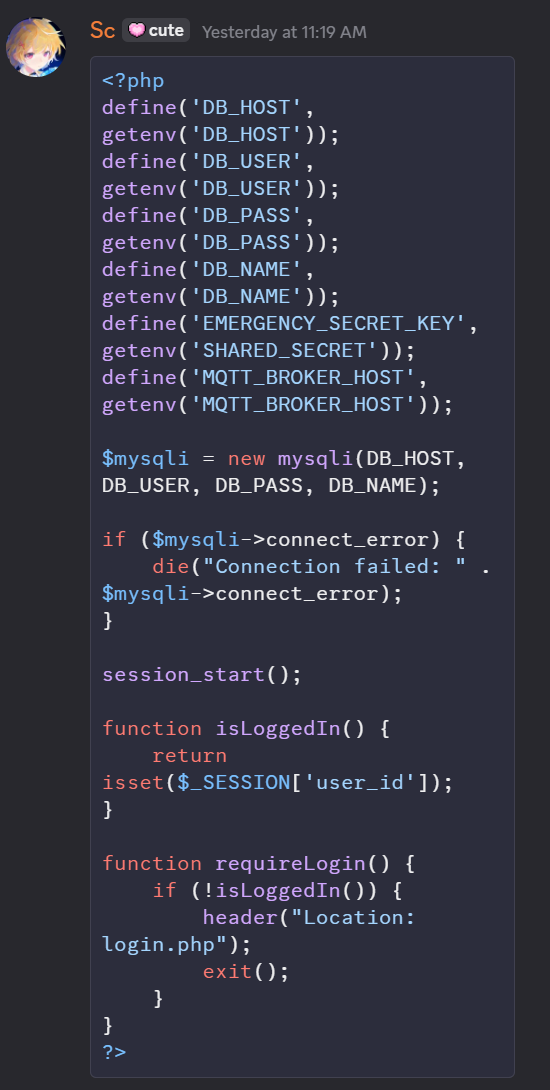 Sc 💖 cute Yesterday at 11:19 AM
<?php
define('DB_HOST',
getenv('DB_HOST'));
define('DB_USER',
getenv('DB_USER'));
define('DB_PASS',
getenv('DB_PASS'));
define('DB_NAME',
getenv('DB_NAME'));
define('EMERGENCY_SECRET_KEY',
getenv('SHARED_SECRET'));
define('MQTT_BROKER_HOST',
getenv('MQTT_BROKER_HOST'));

$mysqli = new mysqli(DB_HOST,
DB_USER, DB_PASS, DB_NAME);

if ($mysqli->connect_error) {
    die("Connection failed: " .
$mysqli->connect_error);
}

session_start();

function isLoggedIn() {
    return
isset($_SESSION['user_id']);
}

function requireLogin() {
    if (!isLoggedIn()) {
        header("Location:
login.php");
        exit();
    }
}
?>